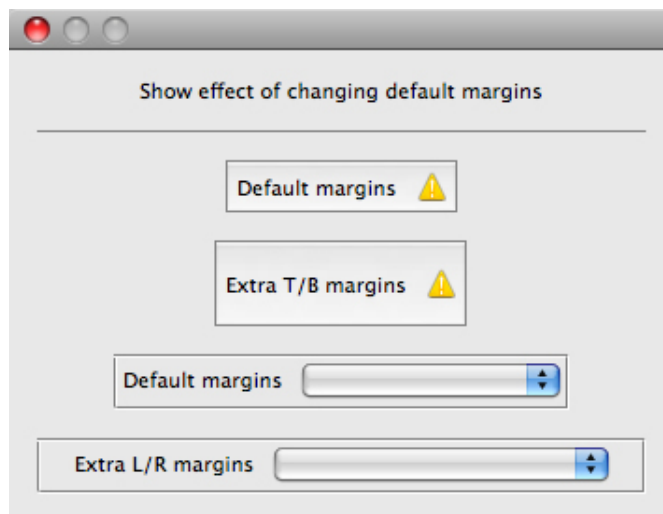 Show effect of changing default margins
Default margins
Extra T/B margins
Default margins
Extra L/R margins